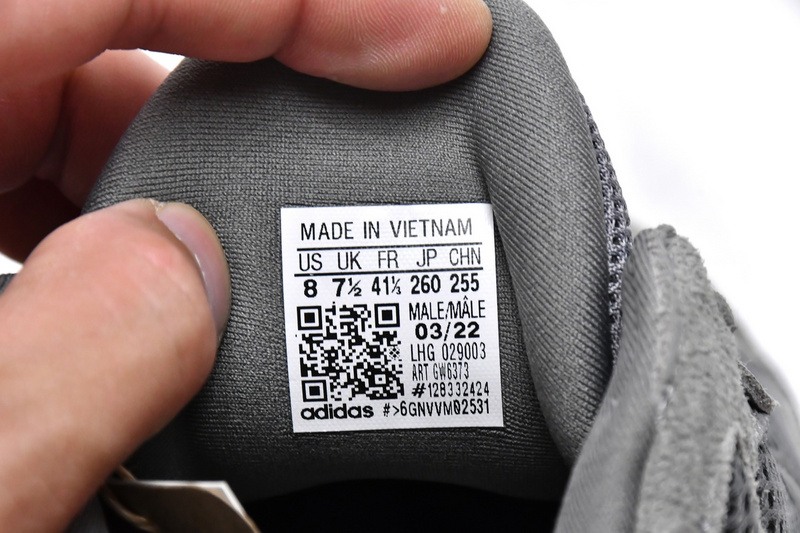 MADE IN VIETNAM
US UK FR JP CHN
8 7½ 41⅓ 260 255
MALE/MÂLE
03/22
LHG 029003
ART GW6373
#128332424
adidas #>6GNVVM02531